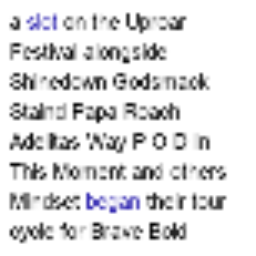 a slot on the Uproar
Festival alongside
Shinedown Godsmack
Staind Papa Roach
Adelitas Way P O D In
This Moment and others
Mindset began their tour
cycle for Brave Bold